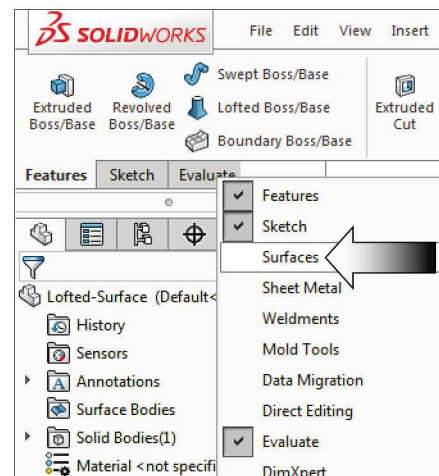 SOLIDWORKS File Edit View Insert
Swept Boss/Base
Extruded Boss/Base
Revolved Boss/Base
Lofted Boss/Base
Extruded Cut
Boundary Boss/Base
Features Sketch Evaluate
Features
Sketch
Surfaces
Sheet Metal
Weldments
Mold Tools
Data Migration
Direct Editing
Evaluate
DimXpert
Lofted-Surface (Default<
History
Sensors
Annotations
Surface Bodies
Solid Bodies(1)
Material <not specifi